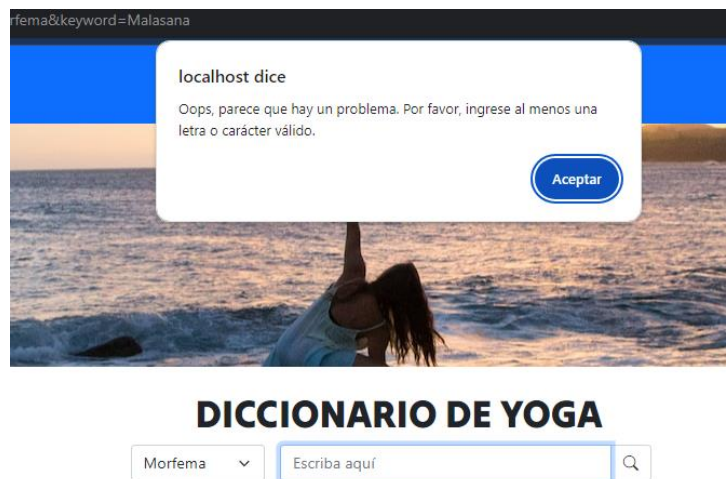 rfema&keyword=Malasana
localhost dice
Oops, parece que hay un problema. Por favor, ingrese al menos una
letra o carácter válido.
Aceptar
DICCIONARIO DE YOGA
Morfema
Escriba aquí